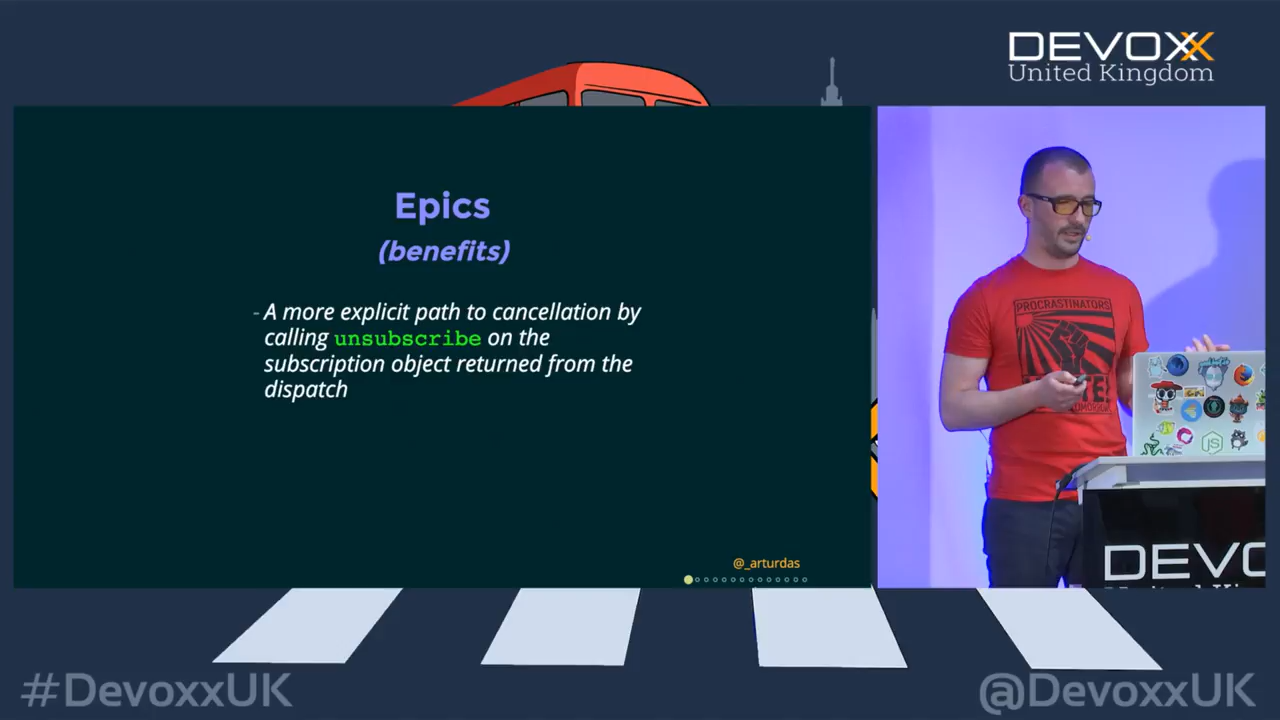 DEVOXX
United Kingdom
Epics
(benefits)
- A more explicit path to cancellation by
calling unsubscribe on the
subscription object returned from the
dispatch
@_arturdas
PROCRASTINATORS
JS
DEVO
#DevoxxUK
@DevoxxUK